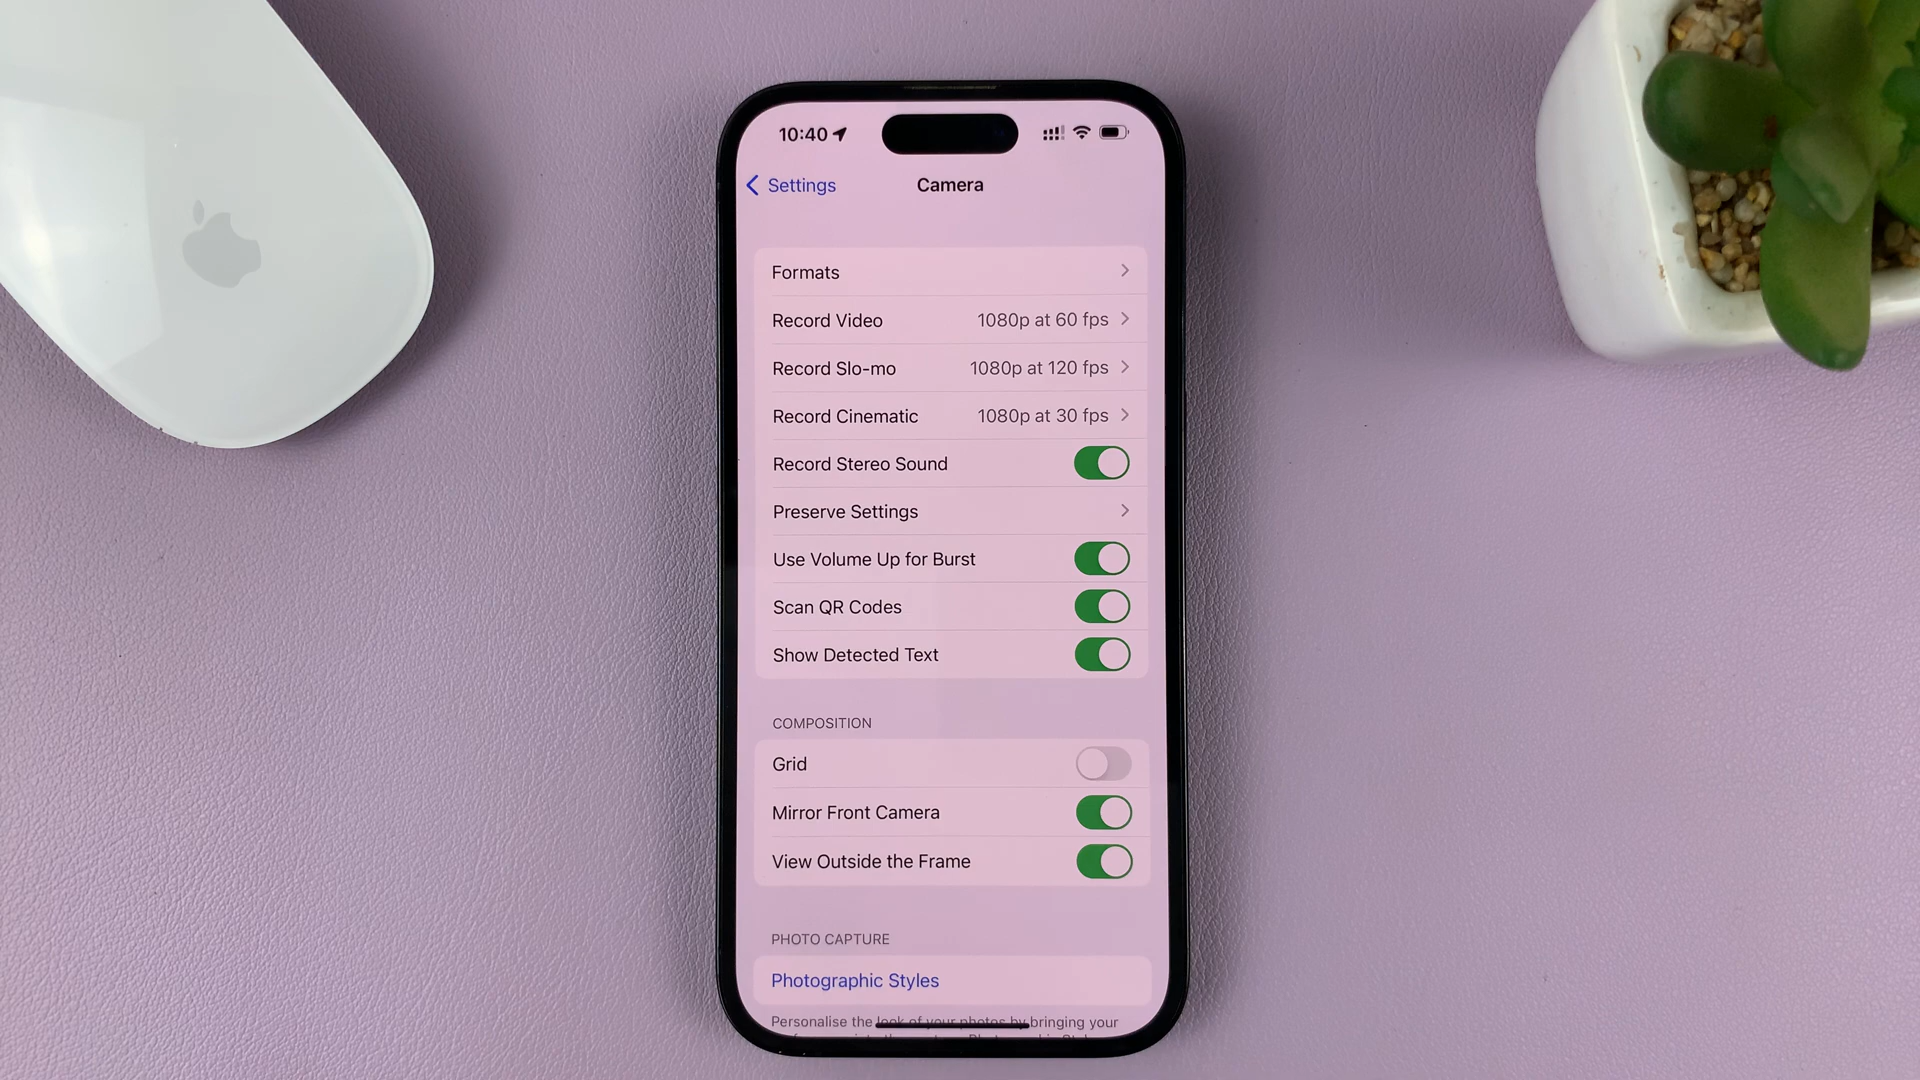 10:40
Settings
Camera
Formats
Record Video 1080p at 60 fps
Record Slo-mo 1080p at 120 fps
Record Cinematic 1080p at 30 fps
Record Stereo Sound
Preserve Settings
Use Volume Up for Burst
Scan QR Codes
Show Detected Text
COMPOSITION
Grid
Mirror Front Camera
View Outside the Frame
PHOTO CAPTURE
Photographic Styles
Personalise the look of your photos by bringing your